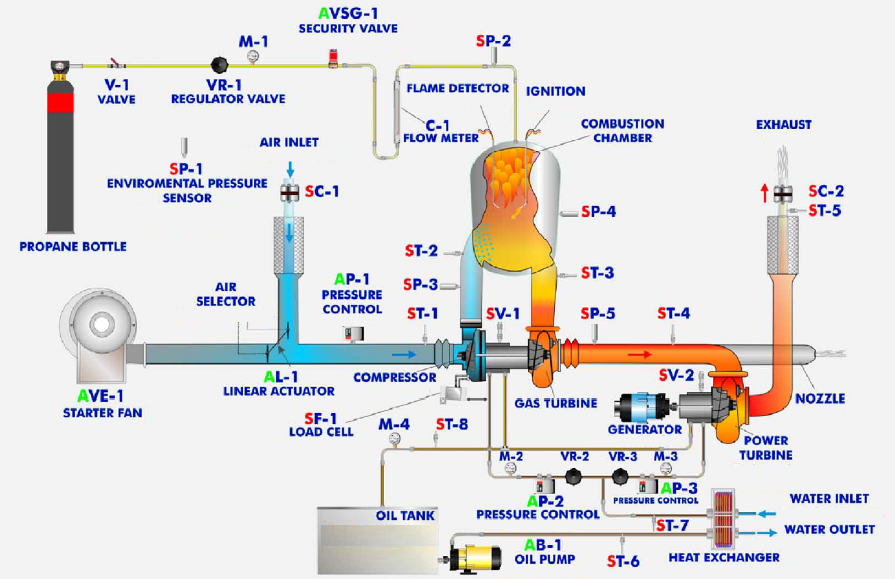 AVSG-1
SECURITY VALVE
M-1
SP-2
V-1
VALVE
VR-1
REGULATOR VALVE
FLAME DETECTOR
IGNITION
C-1
FLOW METER
COMBUSTION
CHAMBER
EXHAUST
AIR INLET
SP-1
ENVIROMENTAL PRESSURE
SENSOR
SC-1
SC-2
ST-5
SP-4
PROPANE BOTTLE
ST-2
SP-3
ST-3
AIR
SELECTOR
AP-1
PRESSURE
CONTROL
ST-1
SV-1
SP-5
ST-4
AL-1
LINEAR ACTUATOR
COMPRESSOR
AVE-1
STARTER FAN
SV-2
NOZZLE
GAS TURBINE
SF-1
LOAD CELL
M-4
ST-8
GENERATOR
POWER
TURBINE
M-2
VR-2
VR-3
M-3
AP-2
PRESSURE CONTROL
AP-3
PRESSURE CONTROL
OIL TANK
WATER INLET
ST-7
WATER OUTLET
AB-1
OIL PUMP
ST-6
HEAT EXCHANGER